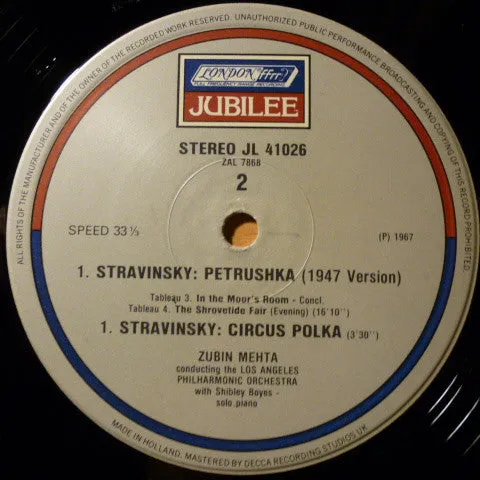 ALL RIGHTS OF THE MANUFACTURER AND OF THE OWNER OF THE RECORDED WORK RESERVED. UNAUTHORIZED PUBLIC PERFORMANCE BROADCASTING AND COPYING OF THIS RECORD PROHIBITED.
LONDON ffrr
FULL FREQUENCY RANGE RECORDING
JUBILEE
STEREO JL 41026
ZAL 7868
2
SPEED 33⅓
(P) 1967
1. STRAVINSKY: PETRUSHKA (1947 Version)
Tableau 3. In the Moor's Room - Concl.
Tableau 4. The Shrovetide Fair (Evening) (16'10'')
1. STRAVINSKY: CIRCUS POLKA (3'30'')
ZUBIN MEHTA
conducting the LOS ANGELES
PHILHARMONIC ORCHESTRA
with Shibley Boyes -
solo piano
MADE IN HOLLAND. MASTERED BY DECCA RECORDING STUDIOS UK